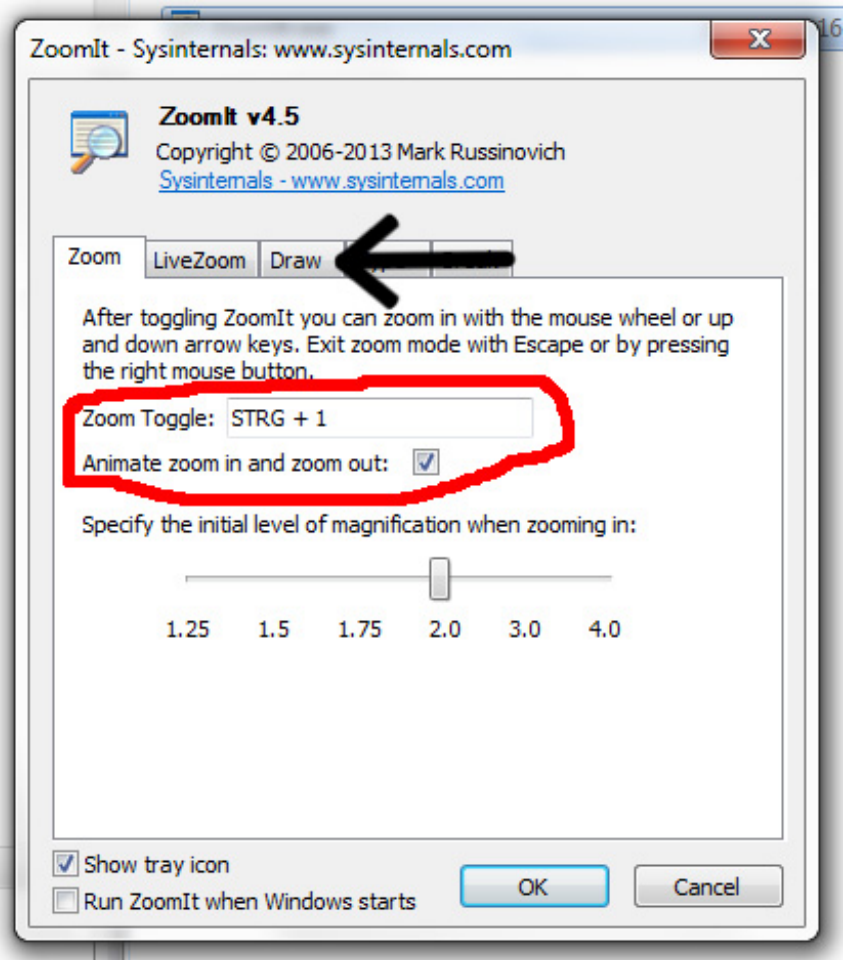 16
ZoomIt - Sysinternals: www.sysinternals.com
ZoomIt v4.5
Copyright © 2006-2013 Mark Russinovich
Sysinternals - www.sysinternals.com
Zoom LiveZoom Draw
After toggling ZoomIt you can zoom in with the mouse wheel or up
and down arrow keys. Exit zoom mode with Escape or by pressing
the right mouse button.
Zoom Toggle: STRG + 1
Animate zoom in and zoom out:
Specify the initial level of magnification when zooming in:
1.25 1.5 1.75 2.0 3.0 4.0
Show tray icon
Run ZoomIt when Windows starts
OK Cancel